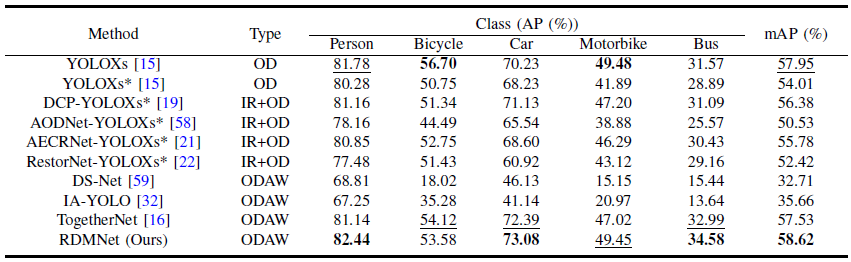 Method Type Class (AP (%)) mAP (%)
Person Bicycle Car Motorbike Bus
YOLOXs [15] OD 81.78 56.70 70.23 49.48 31.57 57.95
YOLOXs* [15] OD 80.28 50.75 68.23 41.89 28.89 54.01
DCP-YOLOXs* [19] IR+OD 81.16 51.34 71.13 47.20 31.09 56.38
AODNet-YOLOXs* [58] IR+OD 78.16 44.49 65.54 38.88 25.57 50.53
AECRNet-YOLOXs* [21] IR+OD 80.85 52.75 68.60 46.29 30.43 55.78
RestorNet-YOLOXs* [22] IR+OD 77.48 51.43 60.92 43.12 29.16 52.42
DS-Net [59] ODAW 68.81 18.02 46.13 15.15 15.44 32.71
IA-YOLO [32] ODAW 67.25 35.28 41.14 20.97 13.64 35.66
TogetherNet [16] ODAW 81.14 54.12 72.39 47.02 32.99 57.53
RDMNet (Ours) ODAW 82.44 53.58 73.08 49.45 34.58 58.62